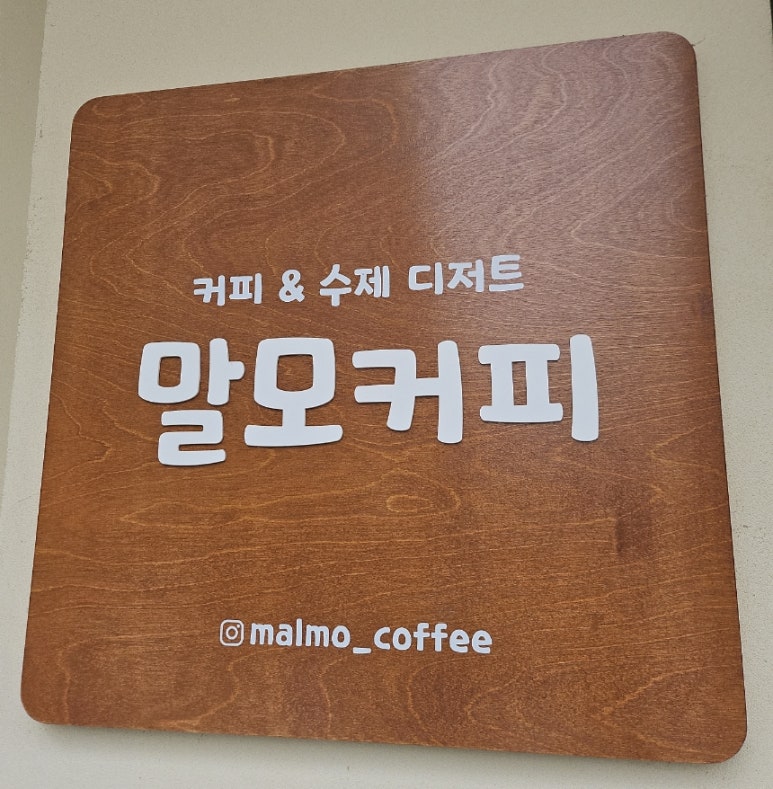 커피 & 수제 디저트
말모커피
malmo_coffee